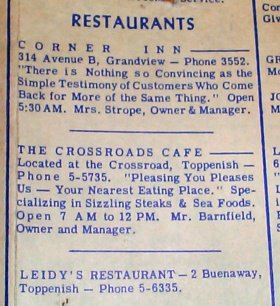 RESTAURANTS
CORNER INN
314 Avenue B, Grandview — Phone 3552.
"There is Nothing so Convincing as the
Simple Testimony of Customers Who Come
Back for More of the Same Thing." Open
5:30 AM. Mrs. Strope, Owner & Manager.
THE CROSSROADS CAFE —
Located at the Crossroad, Toppenish —
Phone 5-5735. "Pleasing You Pleases
Us — Your Nearest Eating Place." Spe-
cializing in Sizzling Steaks & Sea Foods.
Open 7 AM to 12 PM. Mr. Barnfield,
Owner and Manager.
LEIDY'S RESTAURANT — 2 Buenaway,
Toppenish — Phone 5-6335.